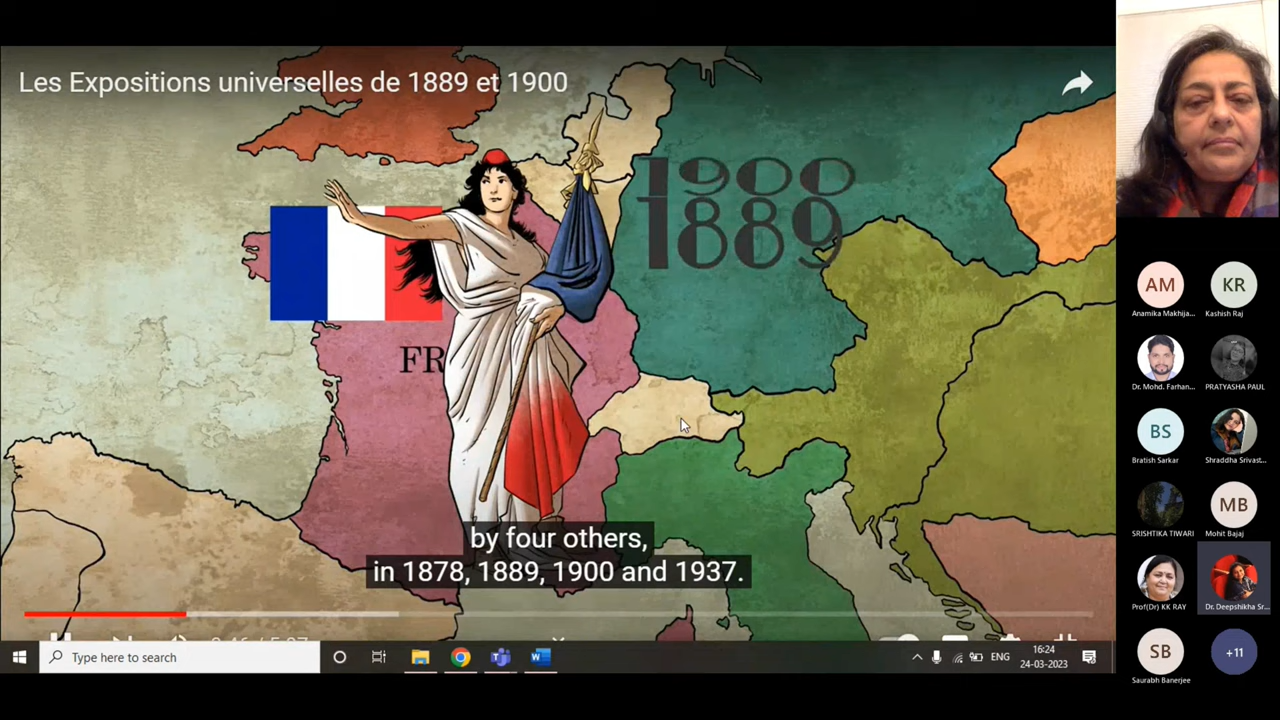 Les Expositions universelles de 1889 et 1900
1900
1889
FR
by four others,
in 1878, 1889, 1900 and 1937.
Type here to search
ENG
16:24
24-03-2023
AM
Anamika Makhija...
KR
Kashish Raj
Dr. Mohd. Farhan...
PRATYASHA PAUL
BS
Bratish Sarkar
Shraddha Srivast...
SRISHTIKA TIWARI
MB
Mohit Bajaj
Prof(Dr) KK RAY
Dr. Deepshikha Sr...
SB
Saurabh Banerjee
+11